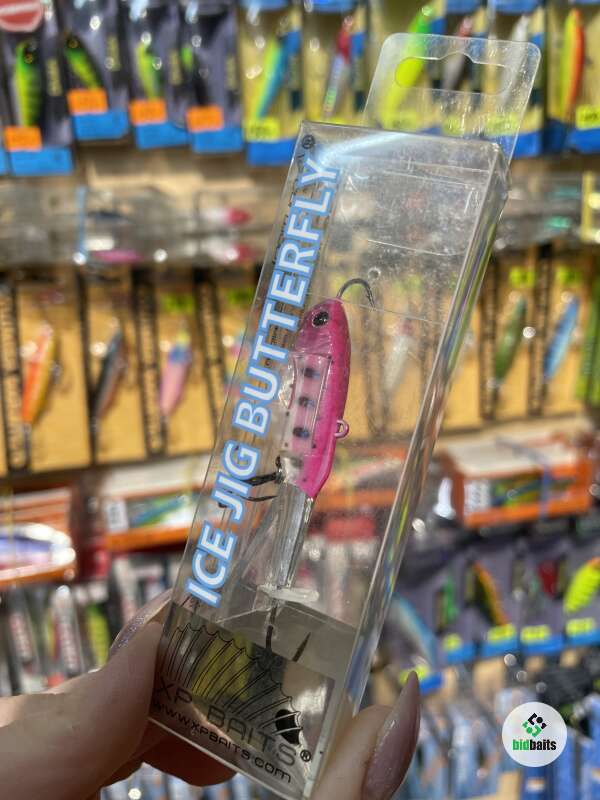 ICE JIG BUTTERFLY®
XP BAITS®
www.XPBAITS.com
bidbaits